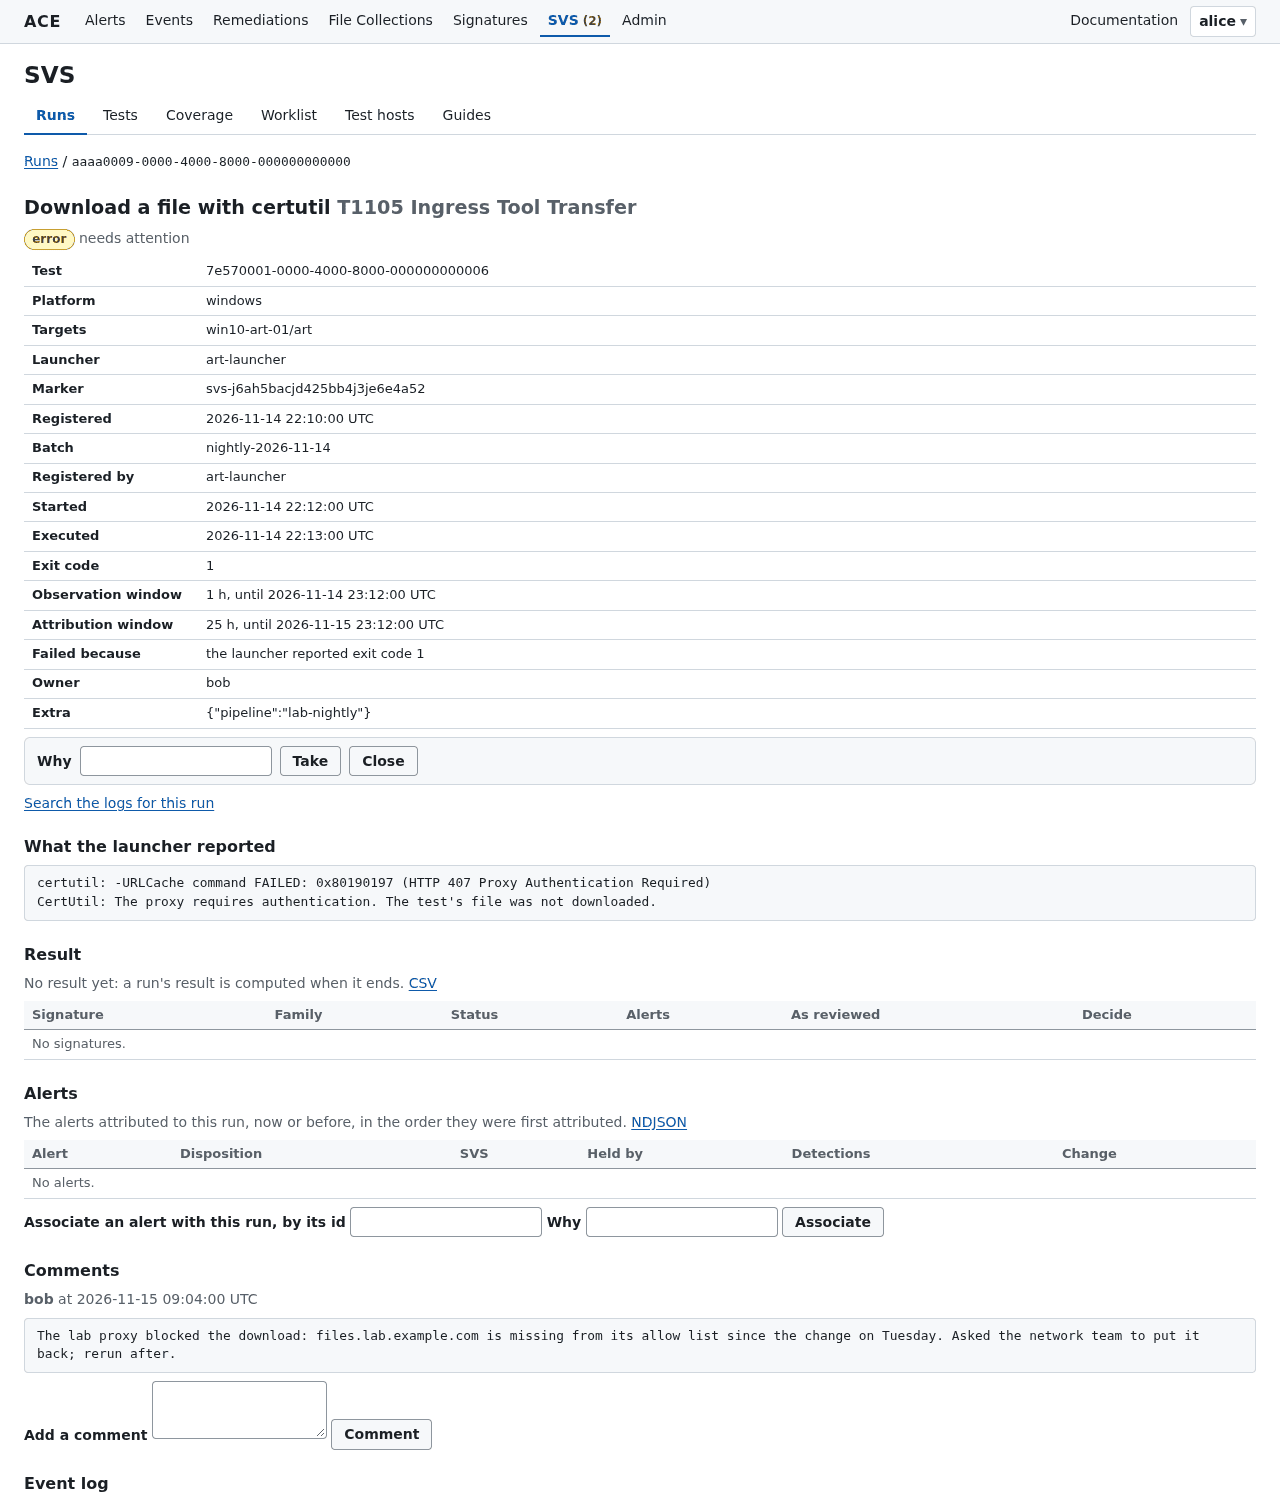 ACE Alerts Events Remediations File Collections Signatures SVS (2) Admin Documentation alice ▾
SVS
Runs Tests Coverage Worklist Test hosts Guides
Runs / aaaa0009-0000-4000-8000-000000000000
Download a file with certutil T1105 Ingress Tool Transfer
error needs attention
Test 7e570001-0000-4000-8000-000000000006
Platform windows
Targets win10-art-01/art
Launcher art-launcher
Marker svs-j6ah5bacjd425bb4j3je6e4a52
Registered 2026-11-14 22:10:00 UTC
Batch nightly-2026-11-14
Registered by art-launcher
Started 2026-11-14 22:12:00 UTC
Executed 2026-11-14 22:13:00 UTC
Exit code 1
Observation window 1 h, until 2026-11-14 23:12:00 UTC
Attribution window 25 h, until 2026-11-15 23:12:00 UTC
Failed because the launcher reported exit code 1
Owner bob
Extra {"pipeline":"lab-nightly"}
Why Take Close
Search the logs for this run
What the launcher reported
certutil: -URLCache command FAILED: 0x80190197 (HTTP 407 Proxy Authentication Required)
CertUtil: The proxy requires authentication. The test's file was not downloaded.
Result
No result yet: a run's result is computed when it ends. CSV
Signature Family Status Alerts As reviewed Decide
No signatures.
Alerts
The alerts attributed to this run, now or before, in the order they were first attributed. NDJSON
Alert Disposition SVS Held by Detections Change
No alerts.
Associate an alert with this run, by its id Why Associate
Comments
bob at 2026-11-15 09:04:00 UTC
The lab proxy blocked the download: files.lab.example.com is missing from its allow list since the change on Tuesday. Asked the network team to put it
back; rerun after.
Add a comment Comment
Event log